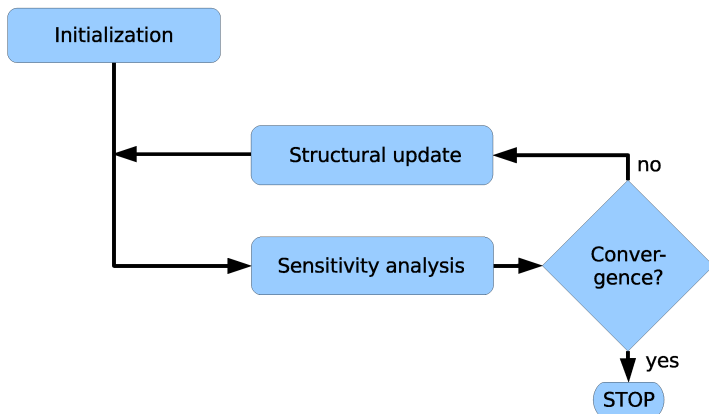 Initialization
Structural update
no
Sensitivity analysis
Conver-
gence?
yes
STOP